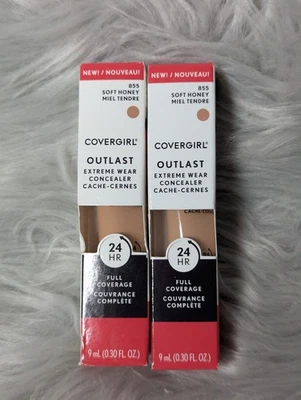 NEW! / NOUVEAU!
855
SOFT HONEY
MIEL TENDRE
COVERGIRL
OUTLAST
EXTREME WEAR
CONCEALER
CACHE-CERNES
24
HR
FULL
COVERAGE
COUVRANCE
COMPLÈTE
9 mL (0.30 FL OZ.)
NEW! / NOUVEAU!
855
SOFT HONEY
MIEL TENDRE
COVERGIRL
OUTLAST
EXTREME WEAR
CONCEALER
CACHE-CERNES
24
HR
FULL
COVERAGE
COUVRANCE
COMPLÈTE
9 mL (0.30 FL OZ.)